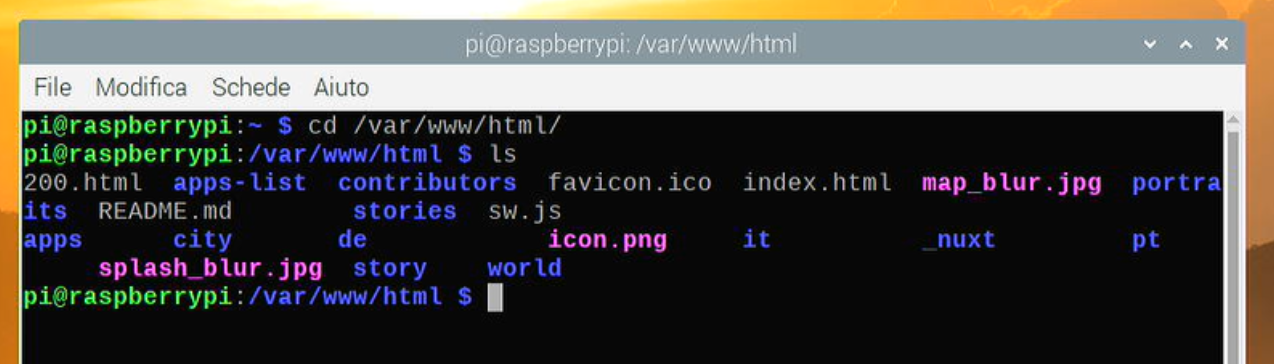 pi@raspberrypi: /var/www/html
File Modifica Schede Aiuto
pi@raspberrypi:~ $ cd /var/www/html/
pi@raspberrypi:/var/www/html $ ls
200.html apps-list contributors favicon.ico index.html map_blur.jpg portra
its README.md stories sw.js
apps city de icon.png it _nuxt pt
splash_blur.jpg story world
pi@raspberrypi:/var/www/html $